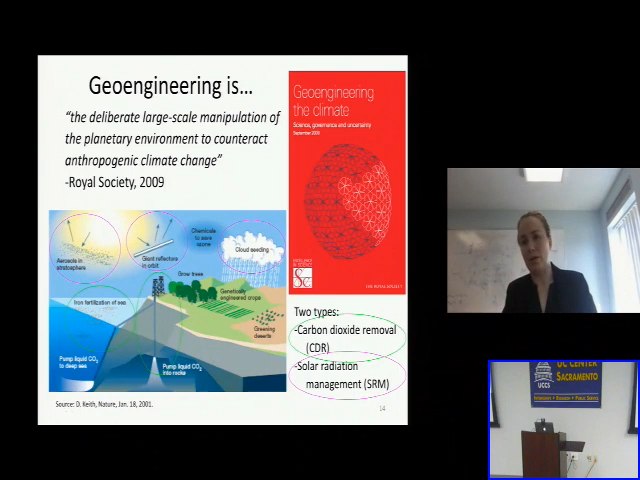 Geoengineering is…
"the deliberate large-scale manipulation of
the planetary environment to counteract
anthropogenic climate change"
-Royal Society, 2009
Geoengineering
the climate
Science, governance and uncertainty
September 2009
THE ROYAL SOCIETY
Aerosols in
stratosphere
Giant reflectors
in orbit
Chemicals
to save
ozone
Cloud seeding
Grow trees
Genetically
engineered crops
Iron fertilization of sea
Greening
deserts
Pump liquid CO2
to deep sea
Pump liquid CO2
into rocks
Two types:
-Carbon dioxide removal
(CDR)
-Solar radiation
management (SRM)
Source: D. Keith, Nature, Jan. 18, 2001.
14
UC CENTER
SACRAMENTO
UCCS